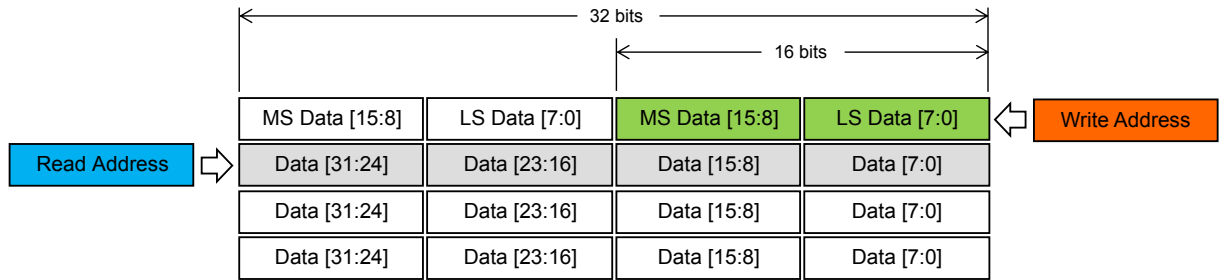 32 bits
16 bits
MS Data [15:8] LS Data [7:0] MS Data [15:8] LS Data [7:0] Write Address
Read Address Data [31:24] Data [23:16] Data [15:8] Data [7:0]
Data [31:24] Data [23:16] Data [15:8] Data [7:0]
Data [31:24] Data [23:16] Data [15:8] Data [7:0]